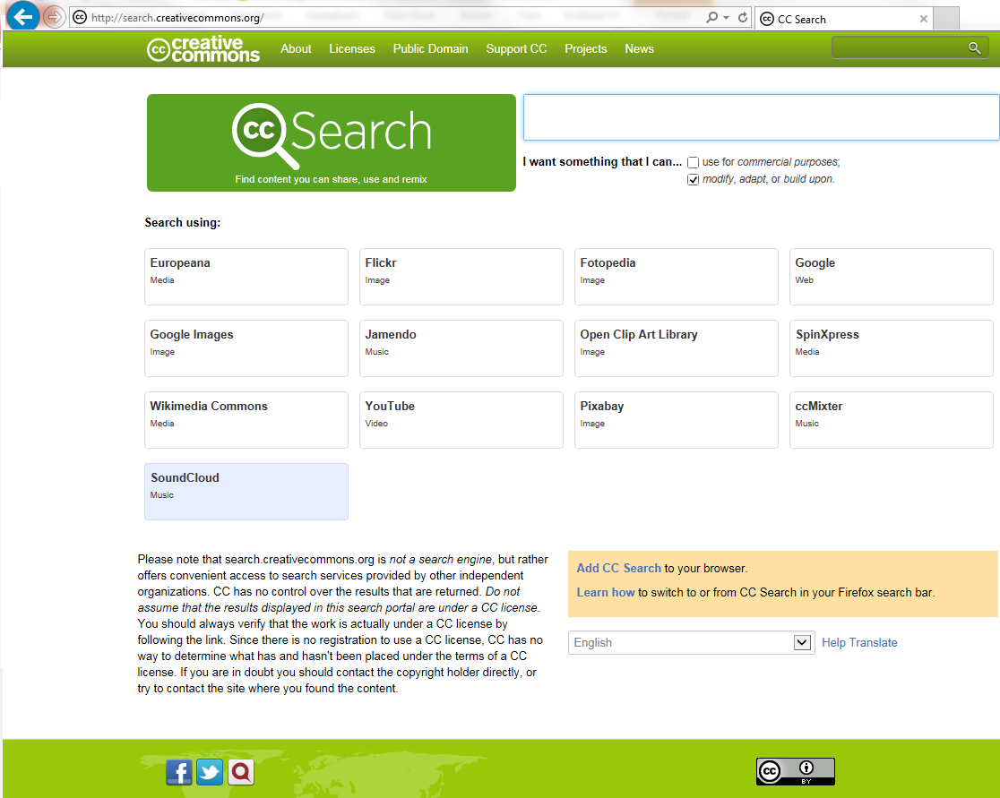 http://search.creativecommons.org/
CC Search
cc creative commons
About Licenses Public Domain Support CC Projects News
cc Search
Find content you can share, use and remix
I want something that I can... use for commercial purposes;
modify, adapt, or build upon.
Search using:
Europeana
Media
Flickr
Image
Fotopedia
Image
Google
Web
Google Images
Image
Jamendo
Music
Open Clip Art Library
Image
SpinXpress
Media
Wikimedia Commons
Media
YouTube
Video
Pixabay
Image
ccMixter
Music
SoundCloud
Music
Please note that search.creativecommons.org is not a search engine, but rather
offers convenient access to search services provided by other independent
organizations. CC has no control over the results that are returned. Do not
assume that the results displayed in this search portal are under a CC license.
You should always verify that the work is actually under a CC license by
following the link. Since there is no registration to use a CC license, CC has no
way to determine what has and hasn't been placed under the terms of a CC
license. If you are in doubt you should contact the copyright holder directly, or
try to contact the site where you found the content.
Add CC Search to your browser.
Learn how to switch to or from CC Search in your Firefox search bar.
English
Help Translate
cc
BY